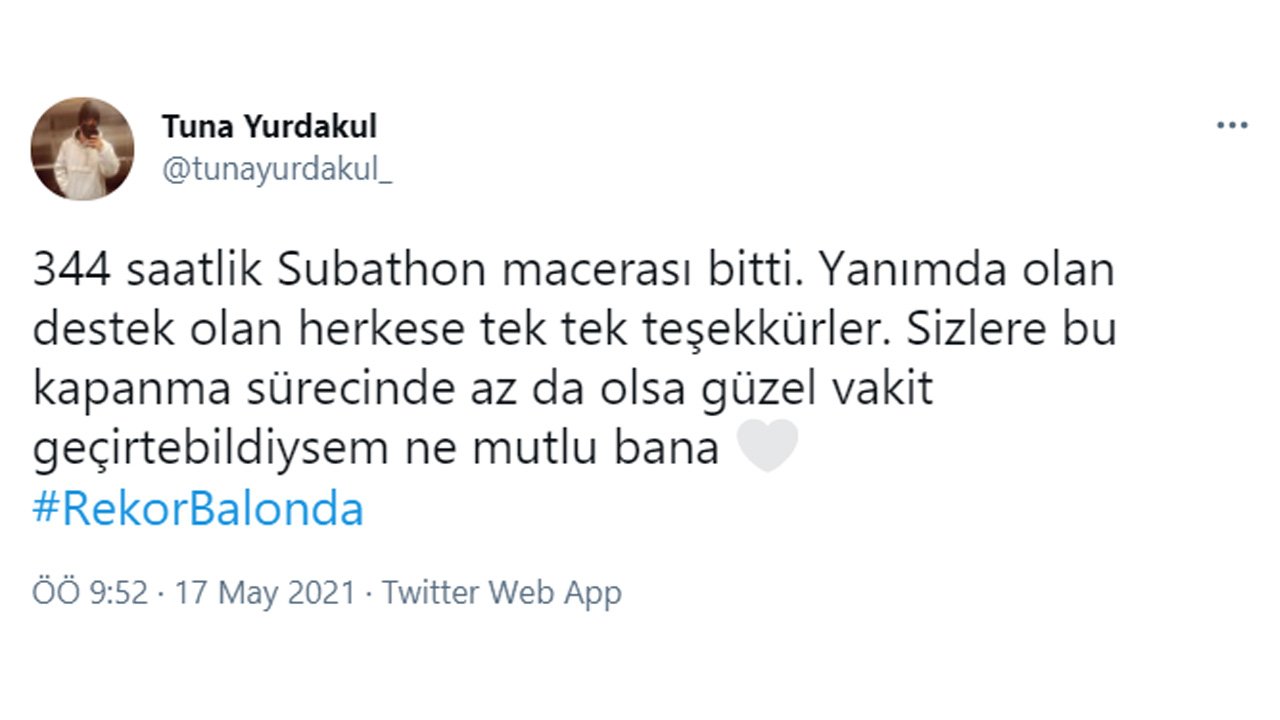 Tuna Yurdakul
@tunayurdakul_
344 saatlik Subathon macerası bitti. Yanımda olan
destek olan herkese tek tek teşekkürler. Sizlere bu
kapanma sürecinde az da olsa güzel vakit
geçirtebildiysem ne mutlu bana 🤍
#RekorBalonda
ÖÖ 9:52 · 17 May 2021 · Twitter Web App